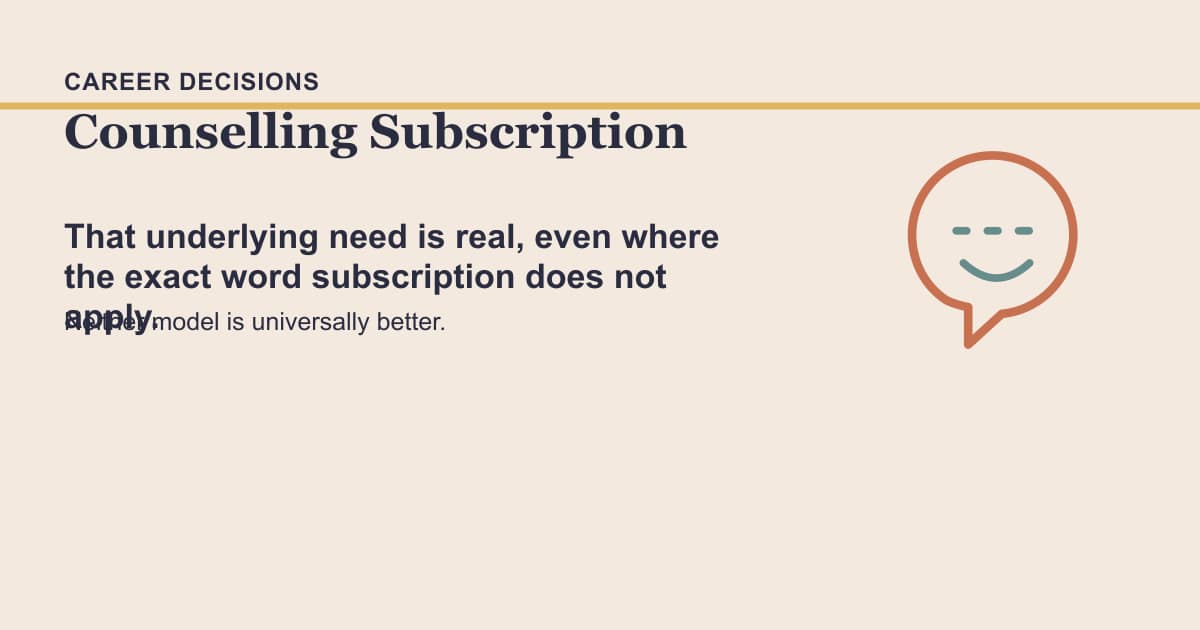 CAREER DECISIONS
Counselling Subscription
That underlying need is real, even where
the exact word subscription does not
apply.
Neither model is universally better.